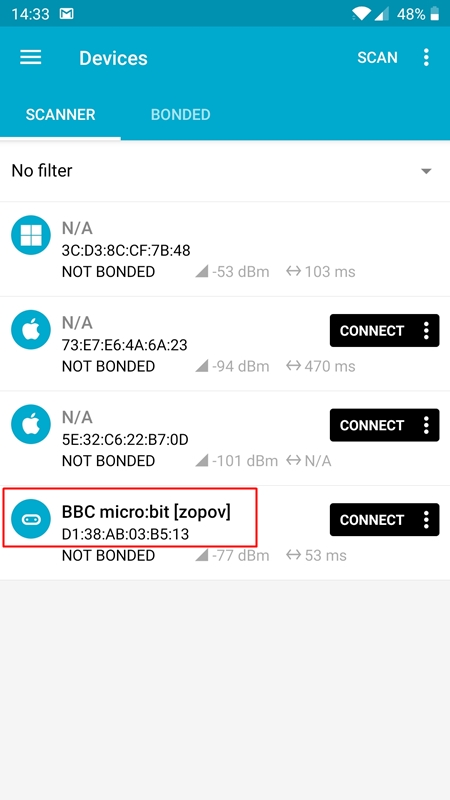 14:33 48%
Devices SCAN
SCANNER BONDED
No filter
N/A
3C:D3:8C:CF:7B:48
NOT BONDED -53 dBm 103 ms
N/A CONNECT
73:E7:E6:4A:6A:23
NOT BONDED -94 dBm 470 ms
N/A CONNECT
5E:32:C6:22:B7:0D
NOT BONDED -101 dBm N/A
BBC micro:bit [zopov] CONNECT
D1:38:AB:03:B5:13
NOT BONDED -77 dBm 53 ms